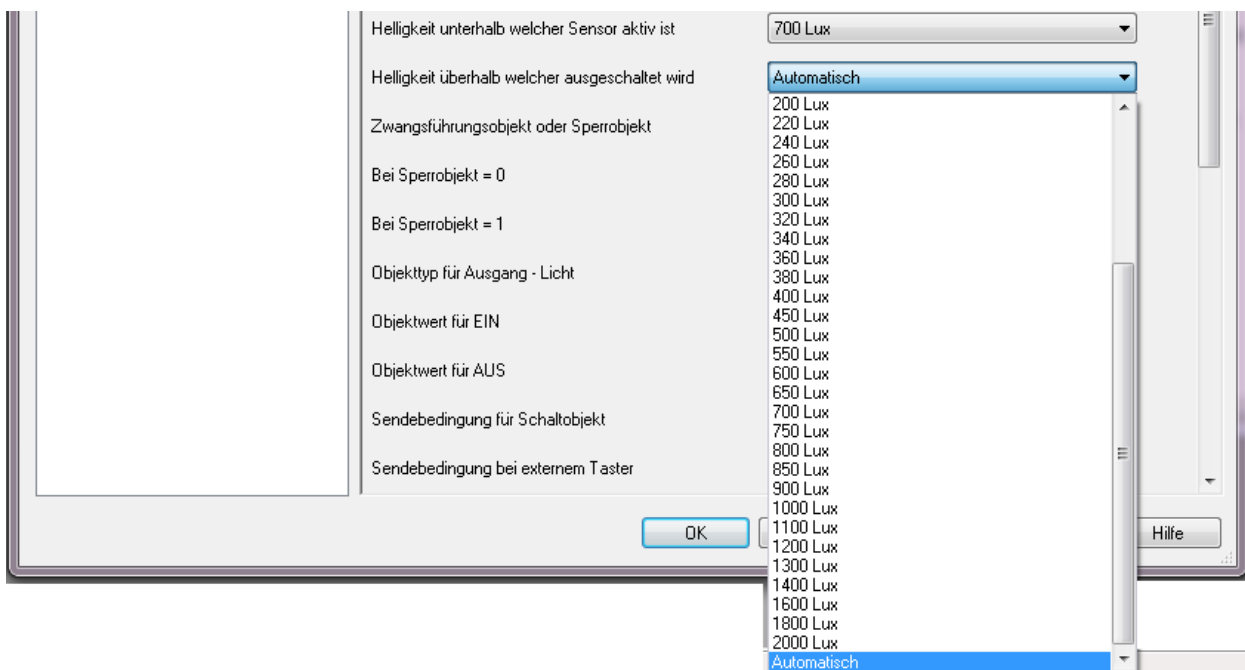 Helligkeit unterhalb welcher Sensor aktiv ist
700 Lux
Helligkeit überhalb welcher ausgeschaltet wird
Automatisch
Zwangsführungsobjekt oder Sperrobjekt
Bei Sperrobjekt = 0
Bei Sperrobjekt = 1
Objekttyp für Ausgang - Licht
Objektwert für EIN
Objektwert für AUS
Sendebedingung für Schaltobjekt
Sendebedingung bei externem Taster
200 Lux
220 Lux
240 Lux
260 Lux
280 Lux
300 Lux
320 Lux
340 Lux
360 Lux
380 Lux
400 Lux
450 Lux
500 Lux
550 Lux
600 Lux
650 Lux
700 Lux
750 Lux
800 Lux
850 Lux
900 Lux
1000 Lux
1100 Lux
1200 Lux
1300 Lux
1400 Lux
1600 Lux
1800 Lux
2000 Lux
Automatisch
OK
Hilfe